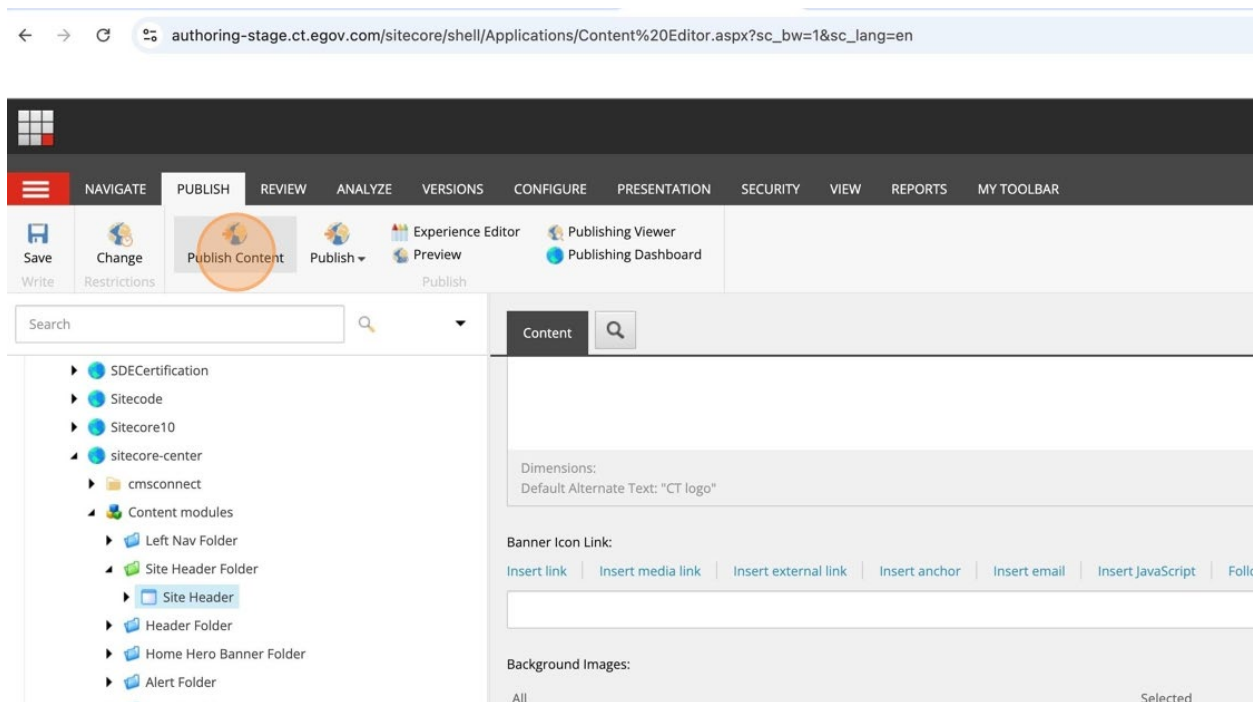 authoring-stage.ct.egov.com/sitecore/shell/Applications/Content%20Editor.aspx?sc_bw=1&sc_lang=en
NAVIGATE PUBLISH REVIEW ANALYZE VERSIONS CONFIGURE PRESENTATION SECURITY VIEW REPORTS MY TOOLBAR
Experience Editor Publishing Viewer
Save Change Publish Content Publish Preview Publishing Dashboard
Write Restrictions Publish
Search
Content
SDECertification
Sitecode
Sitecore10
sitecore-center
cmsconnect
Content modules
Left Nav Folder
Site Header Folder
Site Header
Header Folder
Home Hero Banner Folder
Alert Folder
Dimensions:
Default Alternate Text: "CT logo"
Banner Icon Link:
Insert link Insert media link Insert external link Insert anchor Insert email Insert JavaScript
Background Images:
All Selected